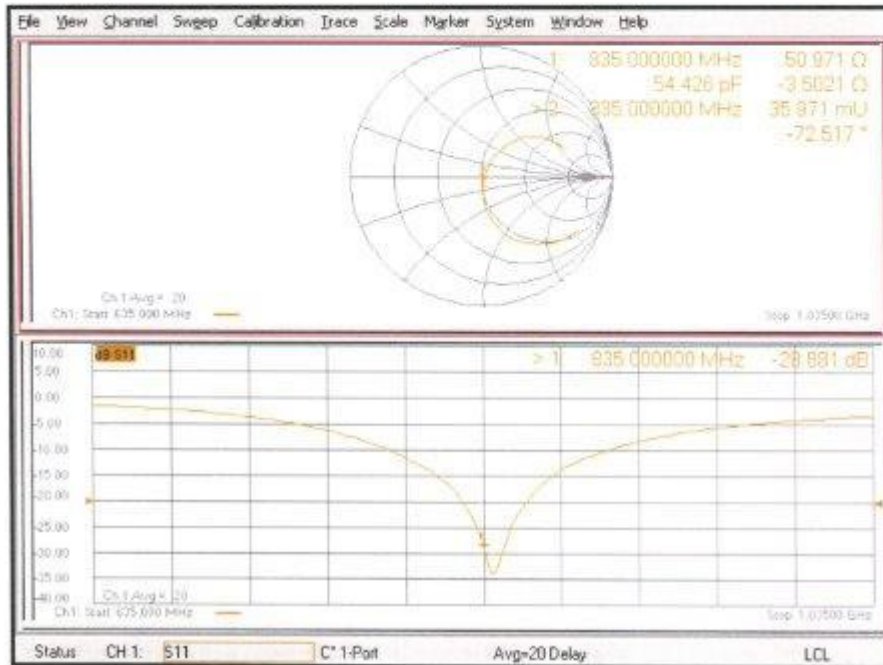 File View Channel Sweep Calibration Trace Scale Marker System Window Help
1 835.000000 MHz 50.971 Ω
54.426 pF -3.5021 Ω
> 2 835.000000 MHz 35.971 mU
-72.517 °
Ch 1 Avg = 20
Ch1: Start 635.000 MHz
Stop 1.03500 GHz
10.00 dB S11 > 1 835.000000 MHz -28.881 dB
5.00
0.00
-5.00
-10.00
-15.00
-20.00
-25.00
-30.00
-35.00
-40.00
Ch 1 Avg = 20
Ch1: Start 635.000 MHz
Stop 1.03500 GHz
Status CH 1: S11 C* 1-Port Avg=20 Delay LCL